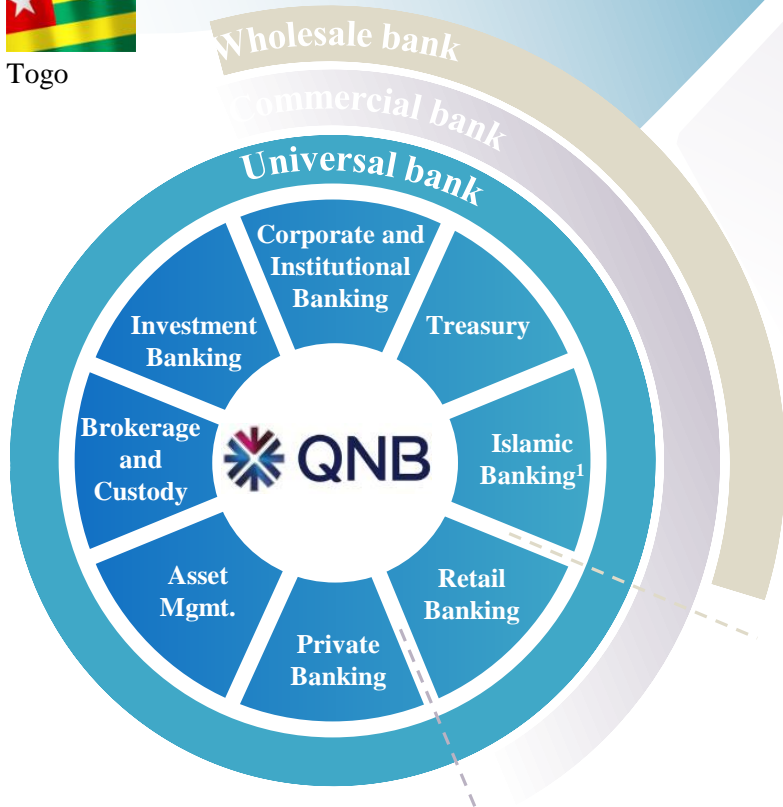 Togo
Wholesale bank
Commercial bank
Universal bank
Corporate and
Institutional
Banking
Treasury
Islamic
Banking¹
Retail
Banking
Private
Banking
Asset
Mgmt.
Brokerage
and
Custody
Investment
Banking
QNB